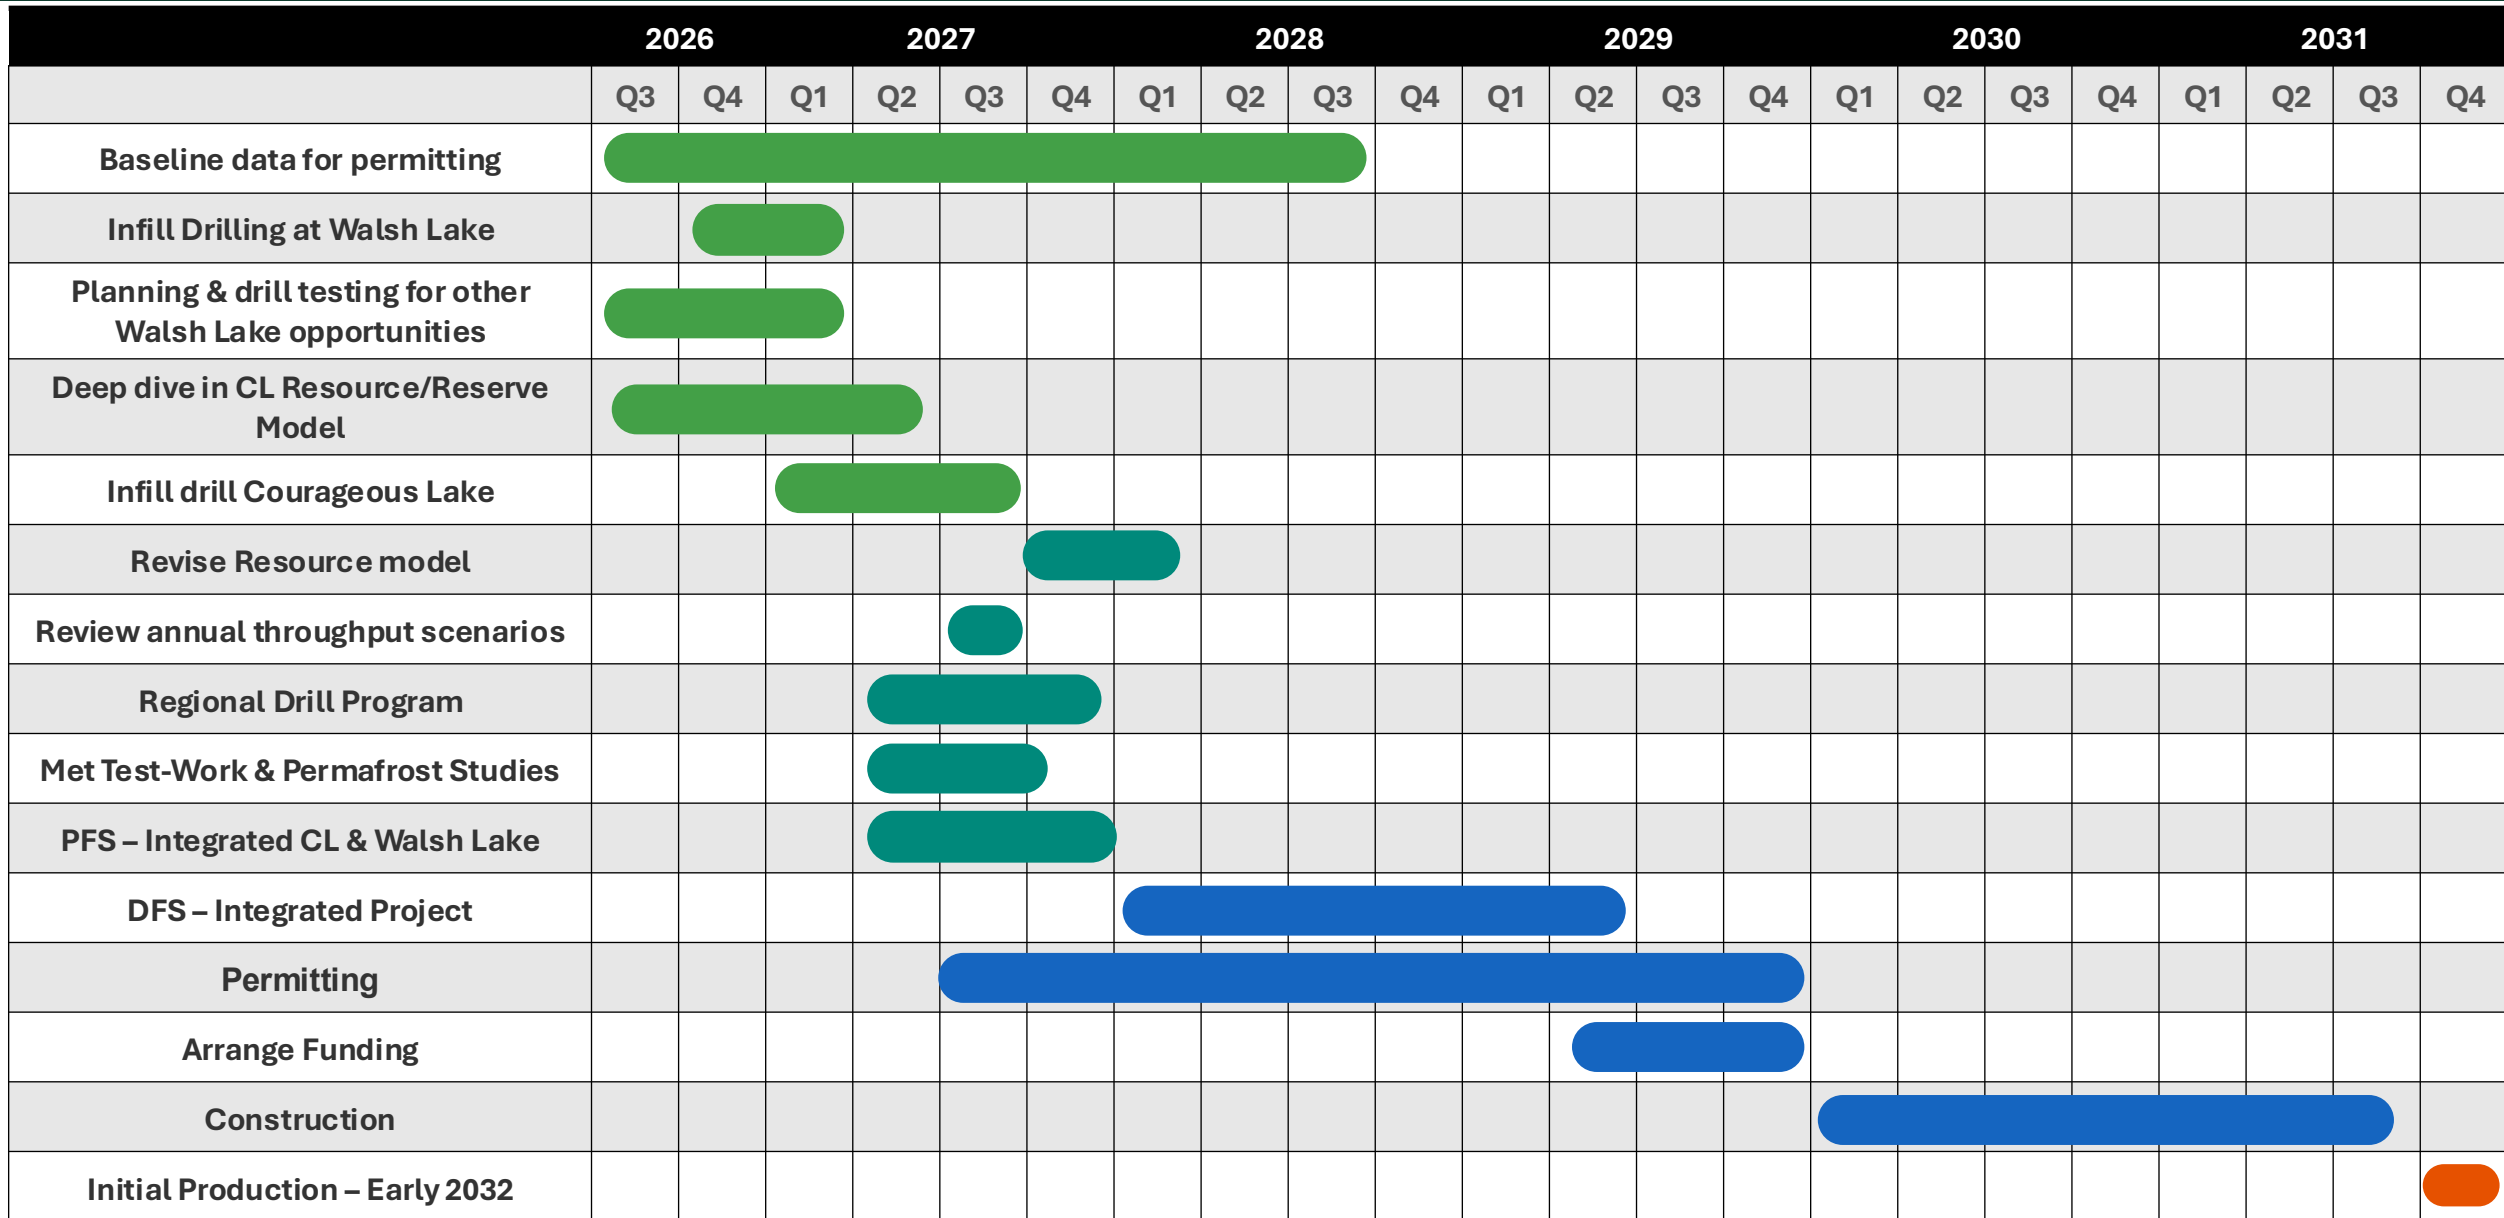 2026 2027 2028 2029 2030 2031
Q3 Q4 Q1 Q2 Q3 Q4 Q1 Q2 Q3 Q4 Q1 Q2 Q3 Q4 Q1 Q2 Q3 Q4 Q1 Q2 Q3 Q4
Baseline data for permitting
Infill Drilling at Walsh Lake
Planning & drill testing for other
Walsh Lake opportunities
Deep dive in CL Resource/Reserve
Model
Infill drill Courageous Lake
Revise Resource model
Review annual throughput scenarios
Regional Drill Program
Met Test-Work & Permafrost Studies
PFS – Integrated CL & Walsh Lake
DFS – Integrated Project
Permitting
Arrange Funding
Construction
Initial Production – Early 2032